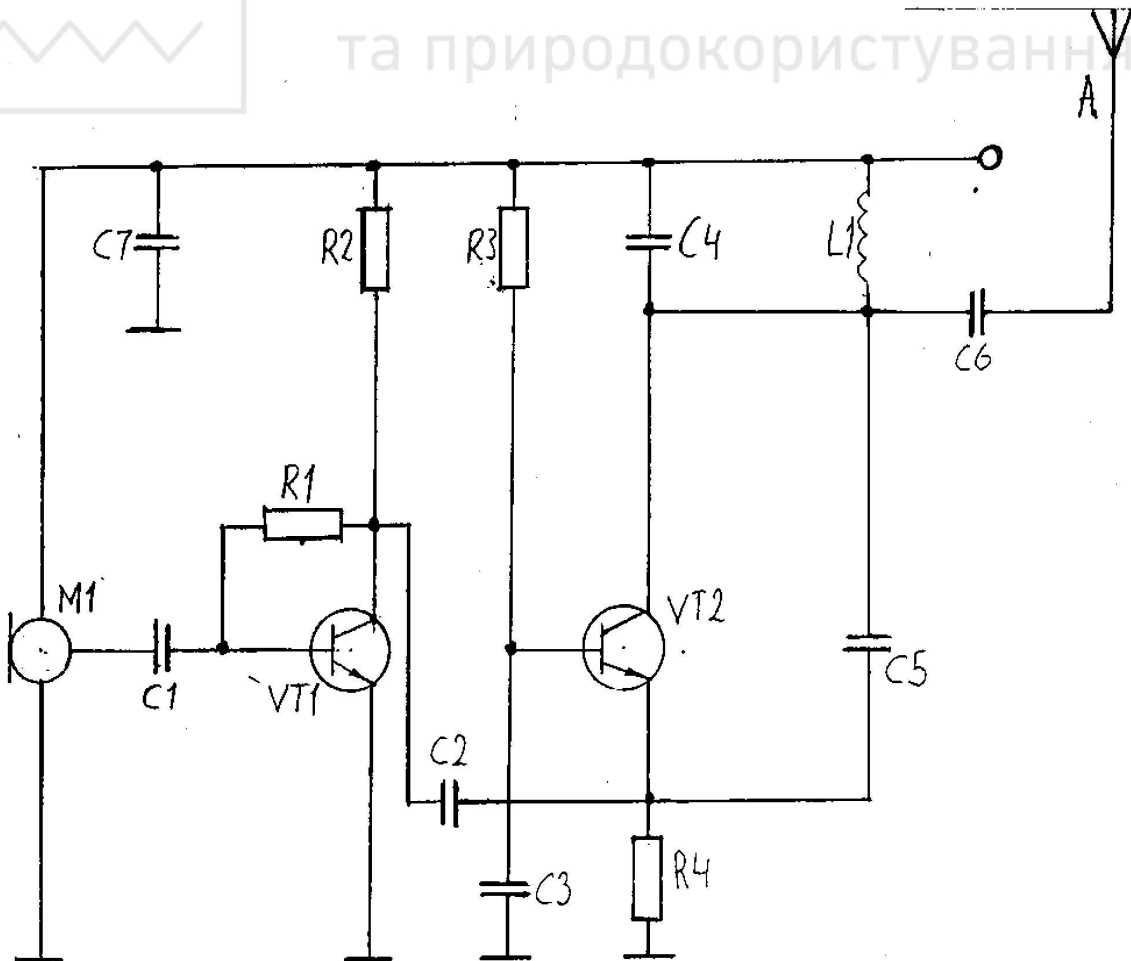 та природокористування
A
C7
R2
R3
C4
L1
C6
R1
M1
C1
VT1
VT2
C5
C2
C3
R4